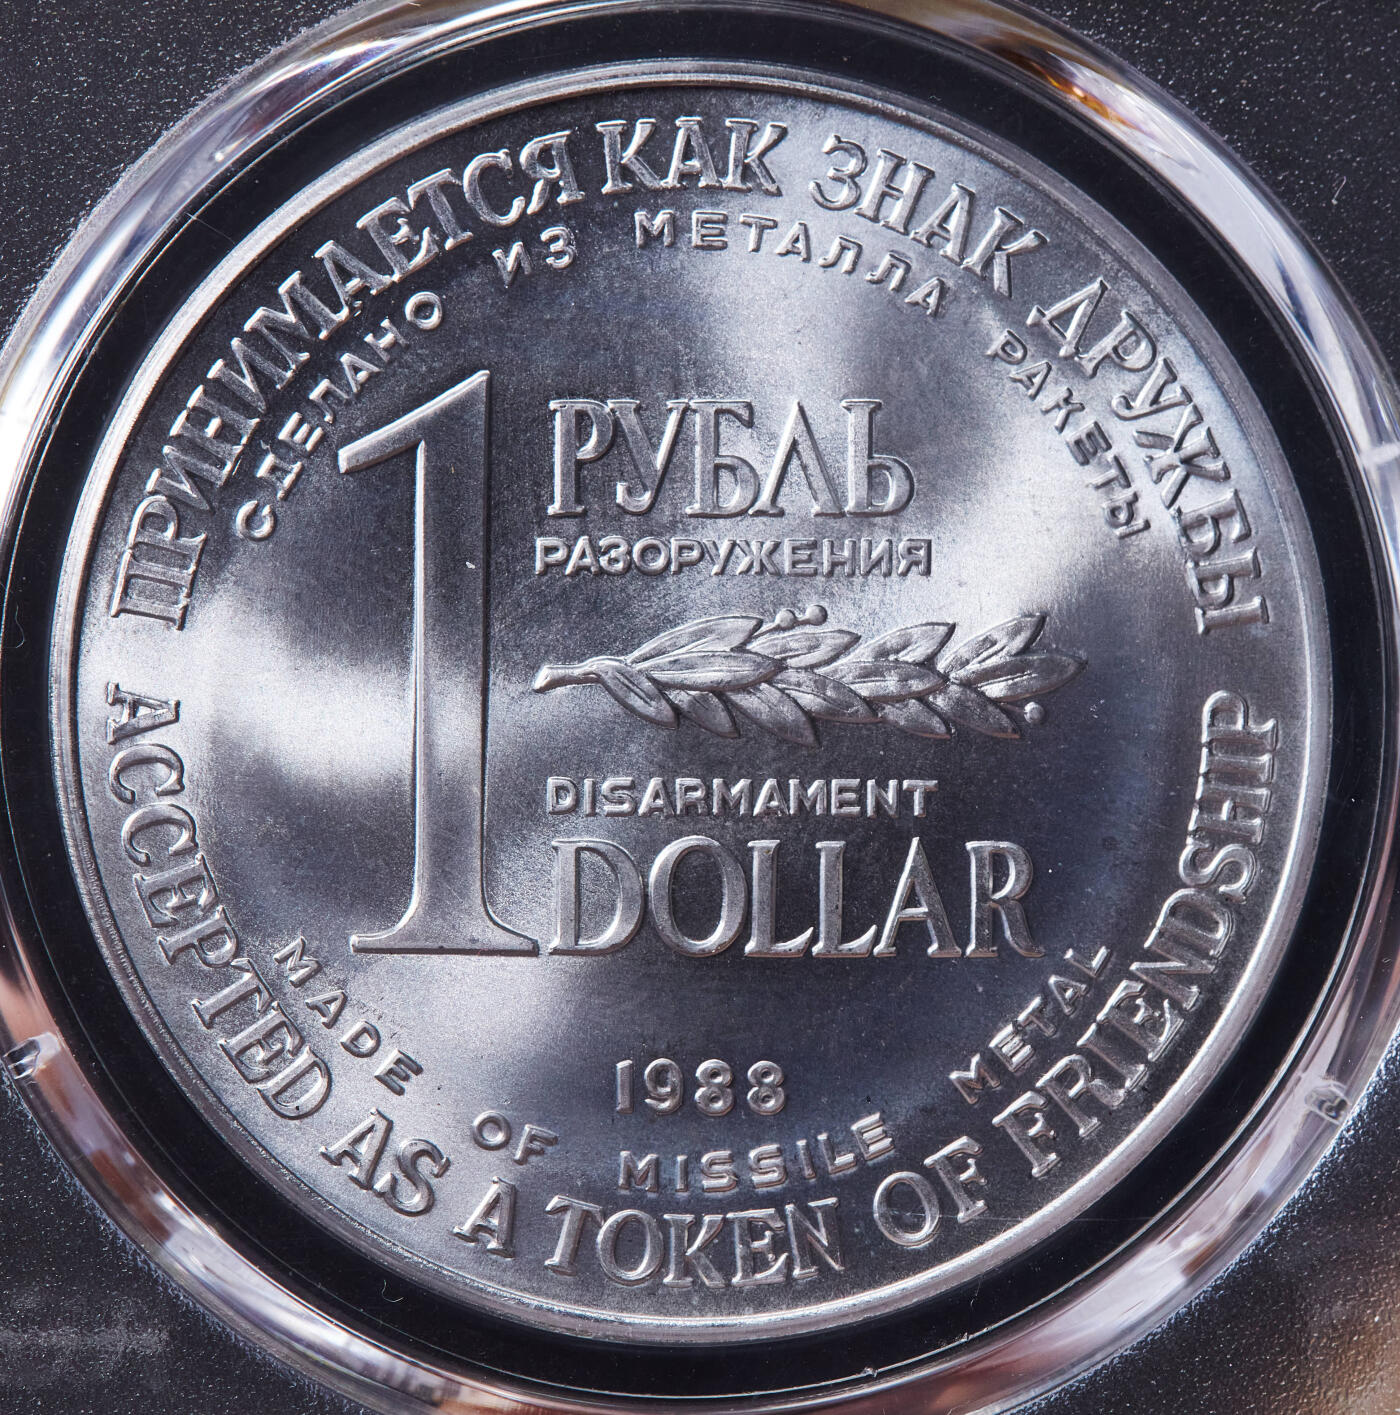 ПРИНИМАЕТСЯ КАК ЗНАК ДРУЖБЫ
СДЕЛАНО ИЗ МЕТАЛЛА РАКЕТЫ
1 РУБЛЬ
РАЗОРУЖЕНИЯ
DISARMAMENT
DOLLAR
1988
MADE OF MISSILE METAL
ACCEPTED AS A TOKEN OF FRIENDSHIP